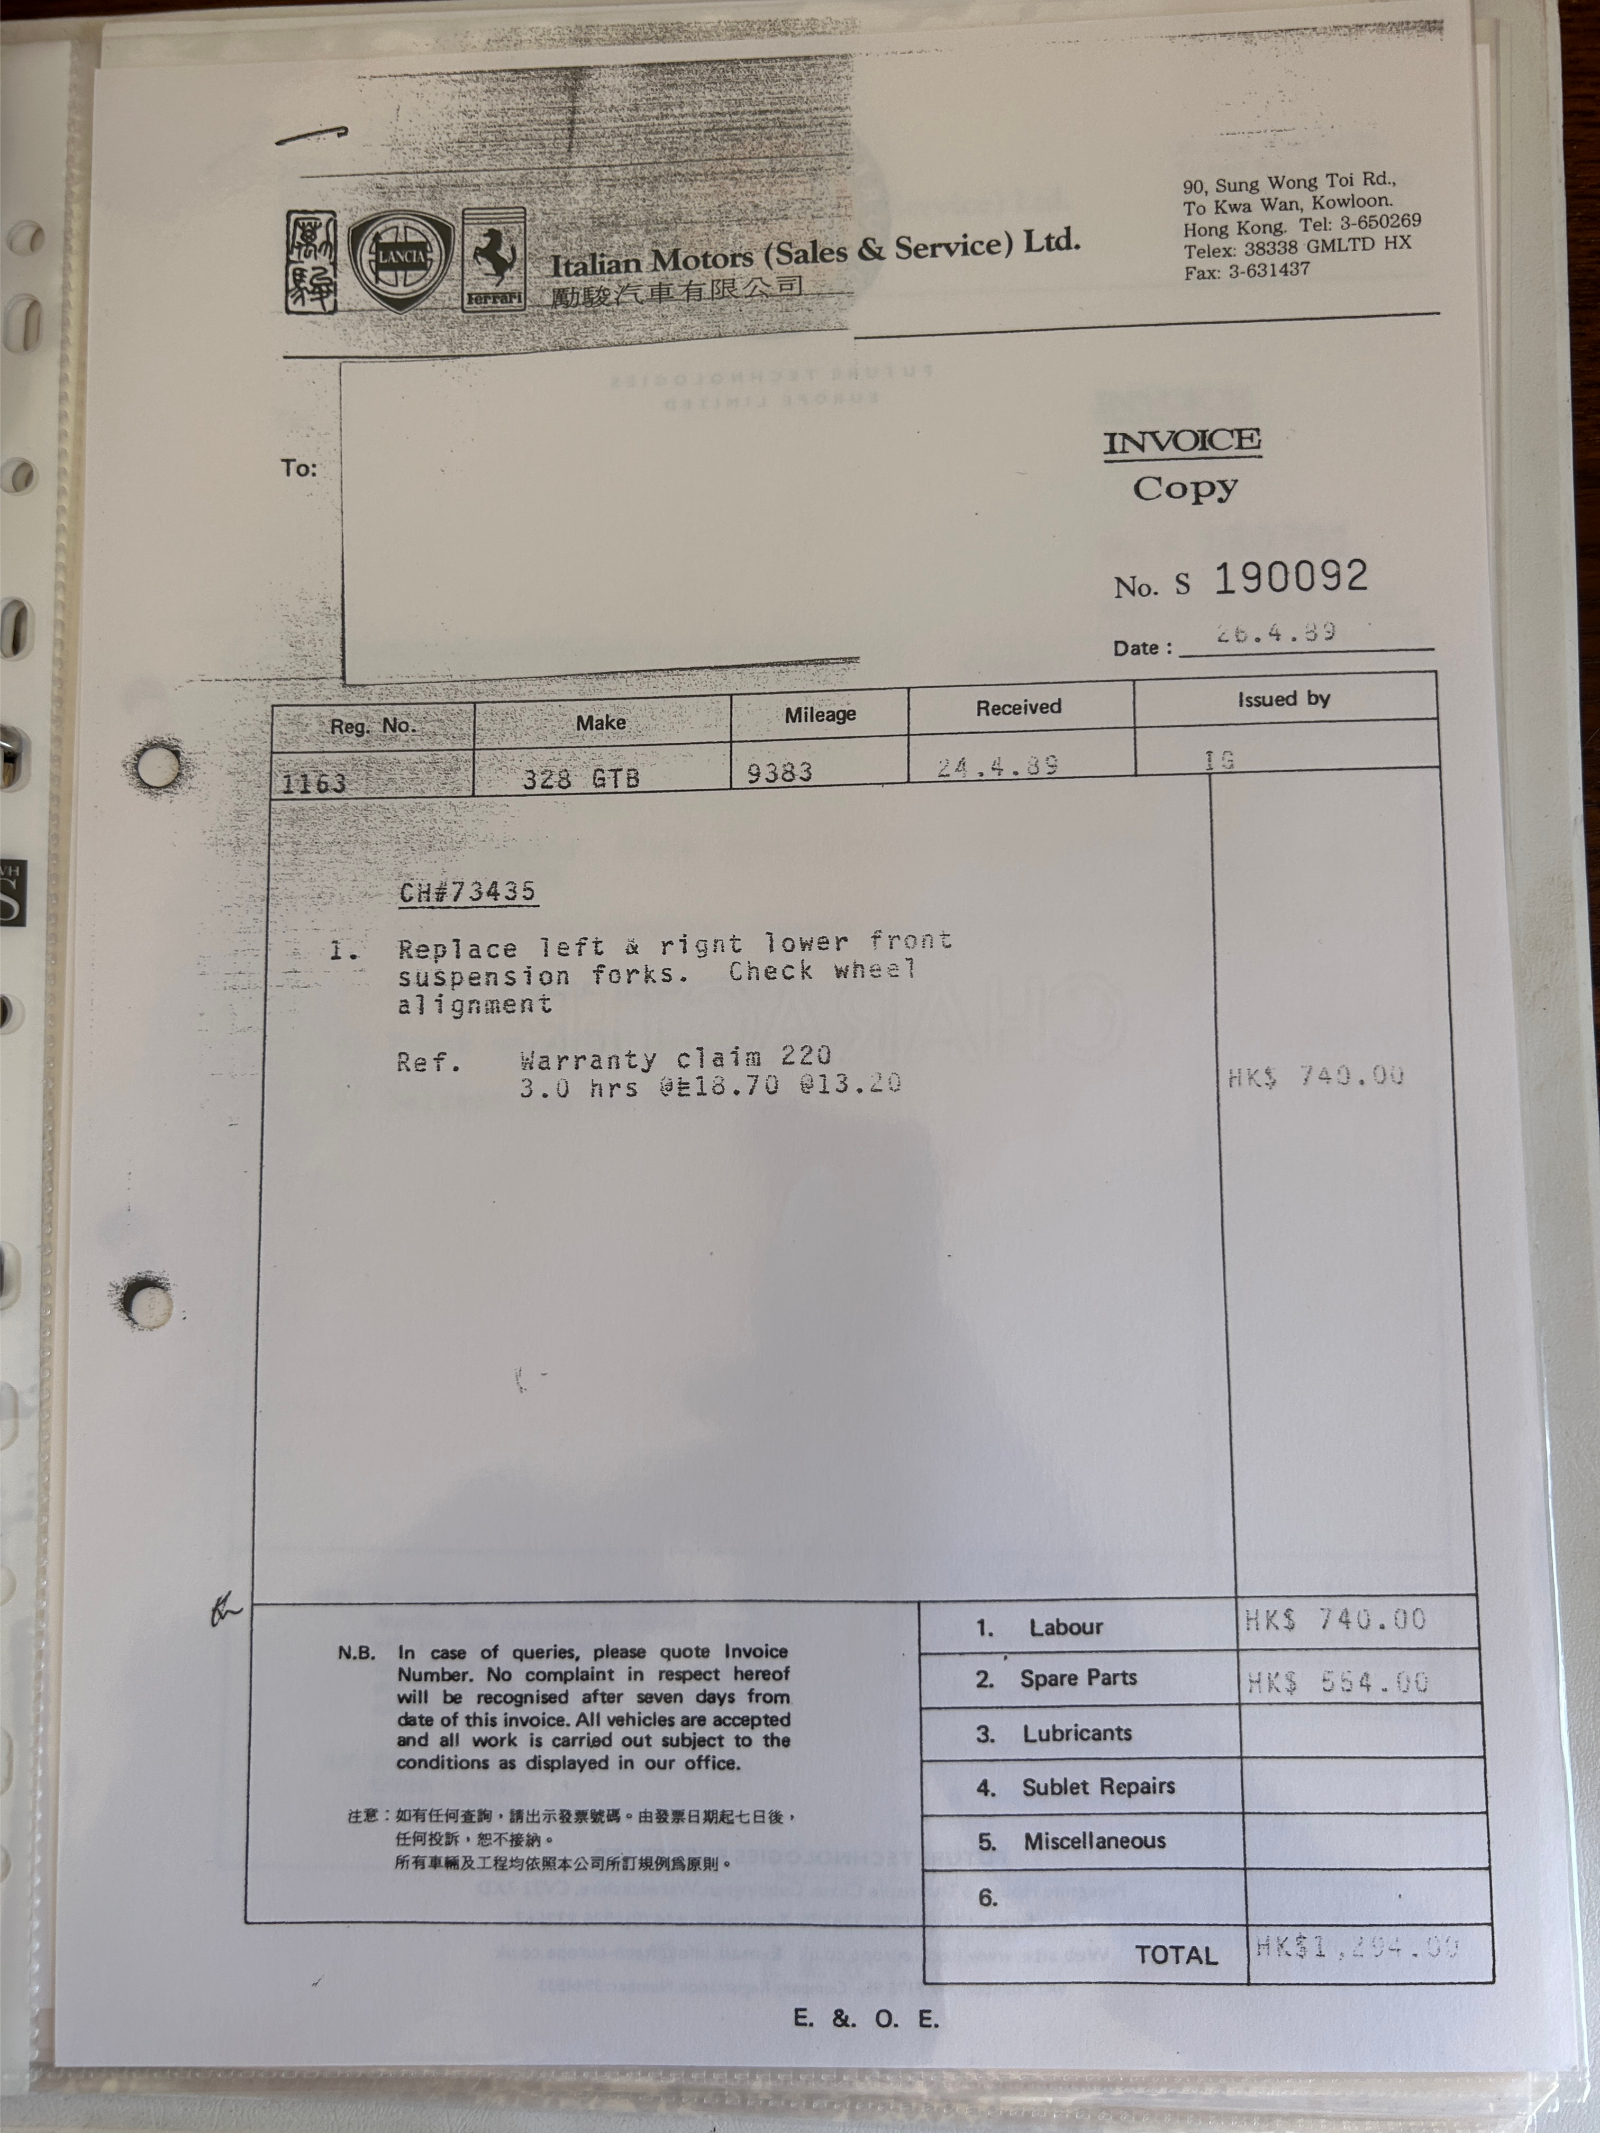 勵駿
LANCIA
Ferrari
Italian Motors (Sales & Service) Ltd.
勵駿汽車有限公司
90, Sung Wong Toi Rd.,
To Kwa Wan, Kowloon.
Hong Kong. Tel: 3-650269
Telex: 38338 GMLTD HX
Fax: 3-631437
To:
INVOICE
Copy
No. S 190092
Date : 26.4.89
Reg. No. Make Mileage Received Issued by
1163 328 GTB 9383 24.4.89 IG
CH#73435
1. Replace left & right lower front
suspension forks. Check wheel
alignment
Ref. Warranty claim 220
3.0 hrs @£18.70 @13.20 HK$ 740.00
1. Labour HK$ 740.00
2. Spare Parts HK$ 554.00
3. Lubricants
4. Sublet Repairs
5. Miscellaneous
6.
TOTAL HK$1,294.00
N.B. In case of queries, please quote Invoice
Number. No complaint in respect hereof
will be recognised after seven days from
date of this invoice. All vehicles are accepted
and all work is carried out subject to the
conditions as displayed in our office.
注意：如有任何查詢，請出示發票號碼。由發票日期起七日後，
任何投訴，恕不接納。
所有車輛及工程均依照本公司所訂規例爲原則。
E. &. O. E.